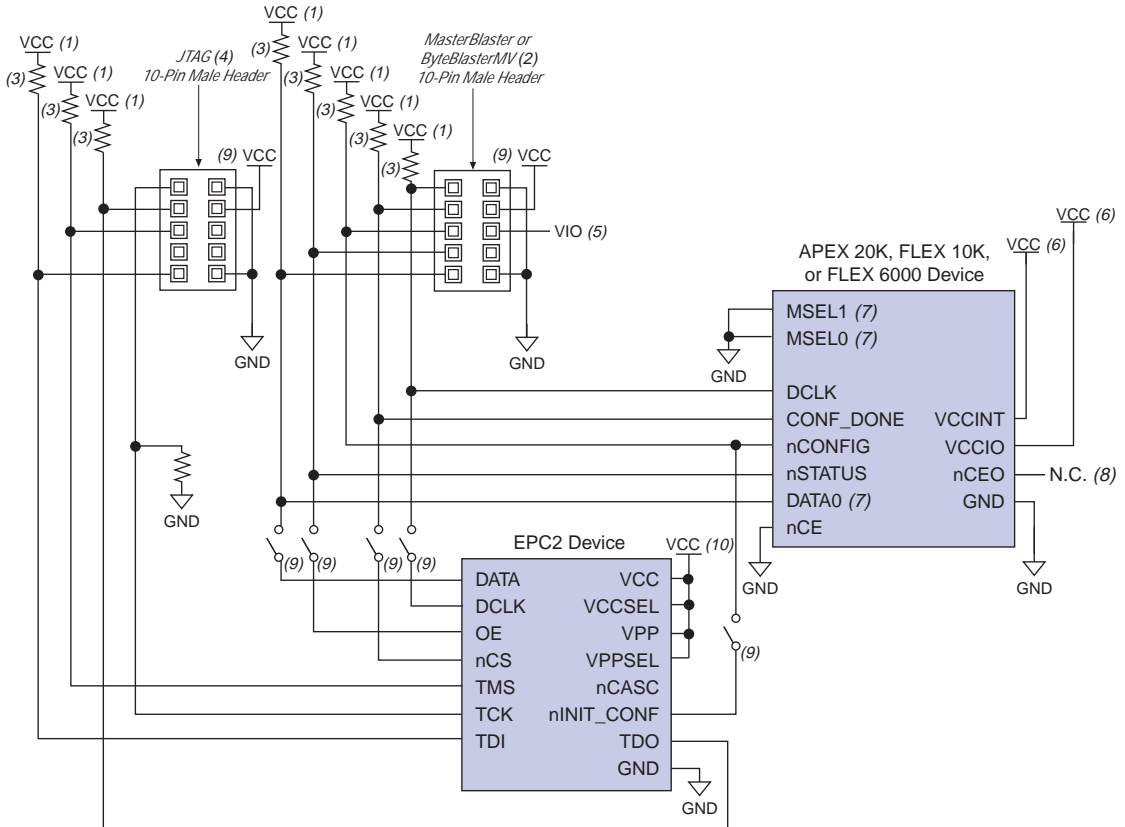 VCC (1)
VCC (1)
(3)
VCC (1)
(3)
VCC (1)
(3)
JTAG (4)
10-Pin Male Header
(9) VCC
GND
GND
VCC (1)
(3)
VCC (1)
(3)
VCC (1)
(3)
VCC (1)
(3)
VCC (1)
(3)
MasterBlaster or
ByteBlasterMV (2)
10-Pin Male Header
(9) VCC
VIO (5)
GND
VCC (6)
VCC (6)
APEX 20K, FLEX 10K,
or FLEX 6000 Device
MSEL1 (7)
MSEL0 (7)
GND
DCLK
CONF_DONE VCCINT
nCONFIG VCCIO
nSTATUS nCEO N.C. (8)
DATA0 (7) GND
nCE
GND
GND
(9) (9) (9) (9)
EPC2 Device
VCC (10)
DATA VCC
DCLK VCCSEL
OE VPP
nCS VPPSEL
TMS nCASC
TCK nINIT_CONF
TDI TDO
GND
GND
(9)